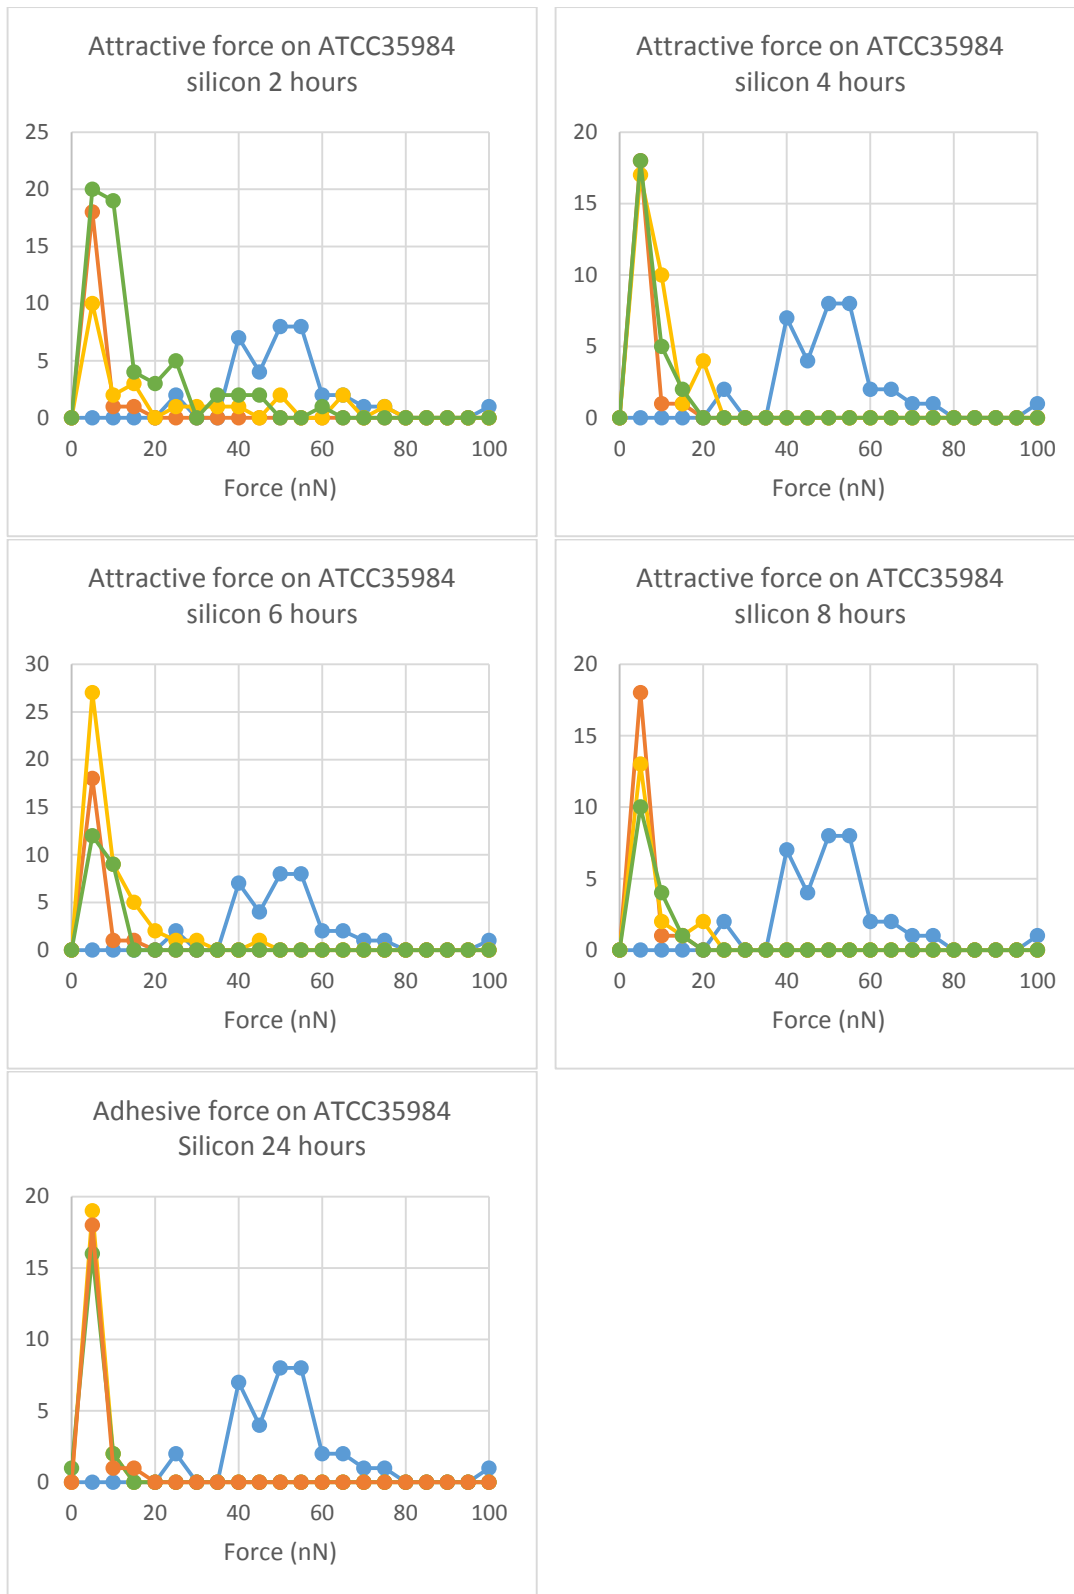 Attractive force on ATCC35984
silicon 2 hours
25
20
15
10
5
0
0 20 40 60 80 100
Force (nN)
Attractive force on ATCC35984
silicon 4 hours
20
15
10
5
0
0 20 40 60 80 100
Force (nN)
Attractive force on ATCC35984
silicon 6 hours
30
25
20
15
10
5
0
0 20 40 60 80 100
Force (nN)
Attractive force on ATCC35984
sIlicon 8 hours
20
15
10
5
0
0 20 40 60 80 100
Force (nN)
Adhesive force on ATCC35984
Silicon 24 hours
20
15
10
5
0
0 20 40 60 80 100
Force (nN)